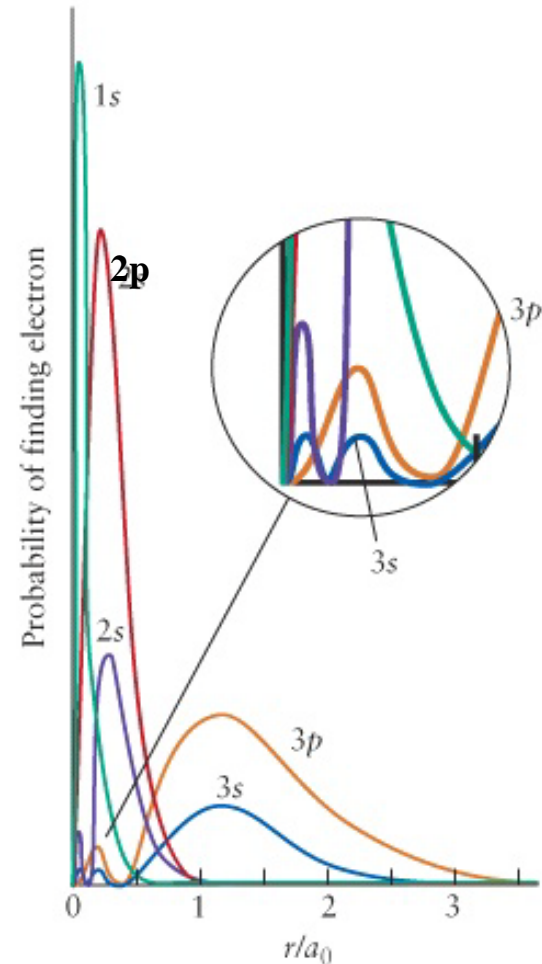 1s
2p
3p
3s
2s
3p
3s
Probability of finding electron
0 1 2 3
r/a0